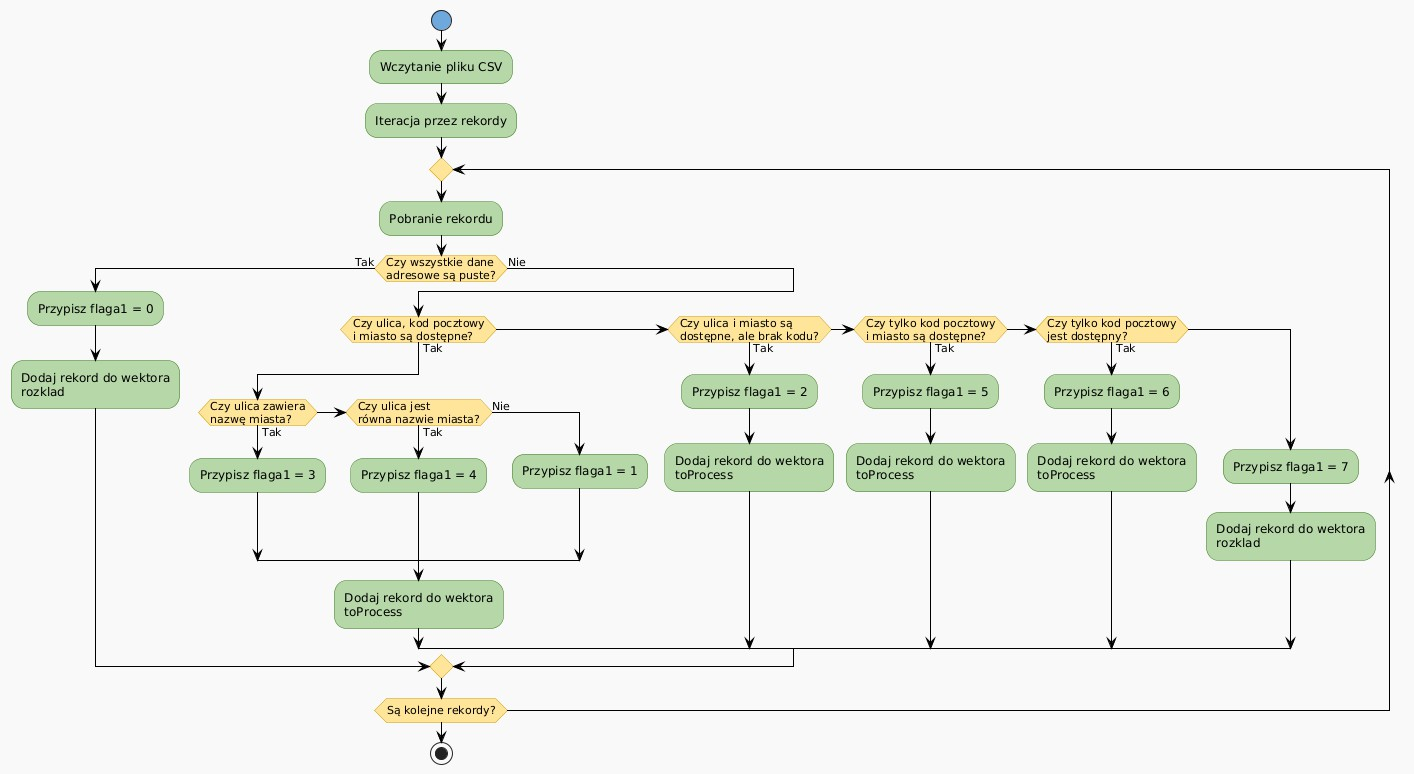 Wczytanie pliku CSV
Iteracja przez rekordy
Pobranie rekordu
Tak
Czy wszystkie dane
adresowe są puste?
Nie
Przypisz flaga1 = 0
Dodaj rekord do wektora
rozklad
Czy ulica, kod pocztowy
i miasto są dostępne?
Tak
Czy ulica i miasto są
dostępne, ale brak kodu?
Tak
Czy tylko kod pocztowy
i miasto są dostępne?
Tak
Czy tylko kod pocztowy
jest dostępny?
Tak
Czy ulica zawiera
nazwę miasta?
Tak
Czy ulica jest
równa nazwie miasta?
Tak
Nie
Przypisz flaga1 = 3
Przypisz flaga1 = 4
Przypisz flaga1 = 1
Dodaj rekord do wektora
toProcess
Przypisz flaga1 = 2
Dodaj rekord do wektora
toProcess
Przypisz flaga1 = 5
Dodaj rekord do wektora
toProcess
Przypisz flaga1 = 6
Dodaj rekord do wektora
toProcess
Przypisz flaga1 = 7
Dodaj rekord do wektora
rozklad
Są kolejne rekordy?